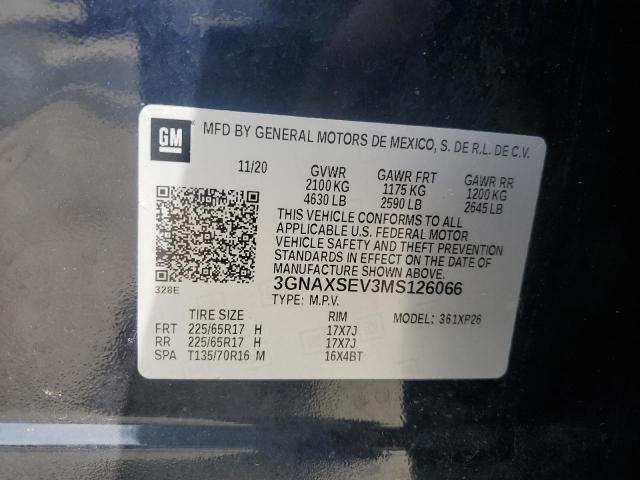 GM
MFD BY GENERAL MOTORS DE MEXICO, S. DE R.L. DE C.V.
11/20 GVWR GAWR FRT GAWR RR
2100 KG 1175 KG 1200 KG
4630 LB 2590 LB 2645 LB
THIS VEHICLE CONFORMS TO ALL
APPLICABLE U.S. FEDERAL MOTOR
VEHICLE SAFETY AND THEFT PREVENTION
STANDARDS IN EFFECT ON THE DATE
OF MANUFACTURE SHOWN ABOVE.
328E
3GNAXSEV3MS126066
TYPE: M.P.V.
TIRE SIZE RIM MODEL: 361XP26
FRT 225/65R17 H 17X7J
RR 225/65R17 H 17X7J
SPA T135/70R16 M 16X4BT